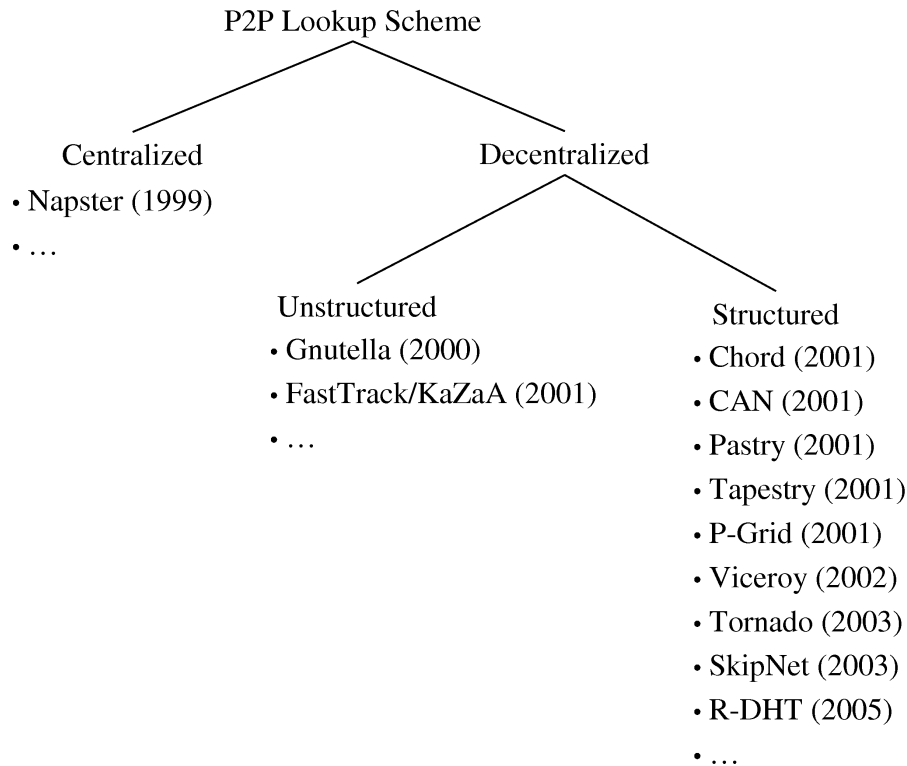 P2P Lookup Scheme
Centralized
• Napster (1999)
• …
Decentralized
Unstructured
• Gnutella (2000)
• FastTrack/KaZaA (2001)
• …
Structured
• Chord (2001)
• CAN (2001)
• Pastry (2001)
• Tapestry (2001)
• P-Grid (2001)
• Viceroy (2002)
• Tornado (2003)
• SkipNet (2003)
• R-DHT (2005)
• …